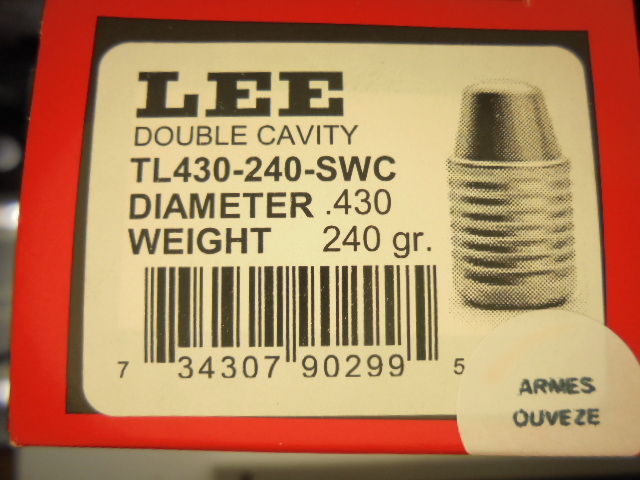 LEE
DOUBLE CAVITY
TL430-240-SWC
DIAMETER .430
WEIGHT 240 gr.
7 34307 90299 5
ARMES
OUVEZE